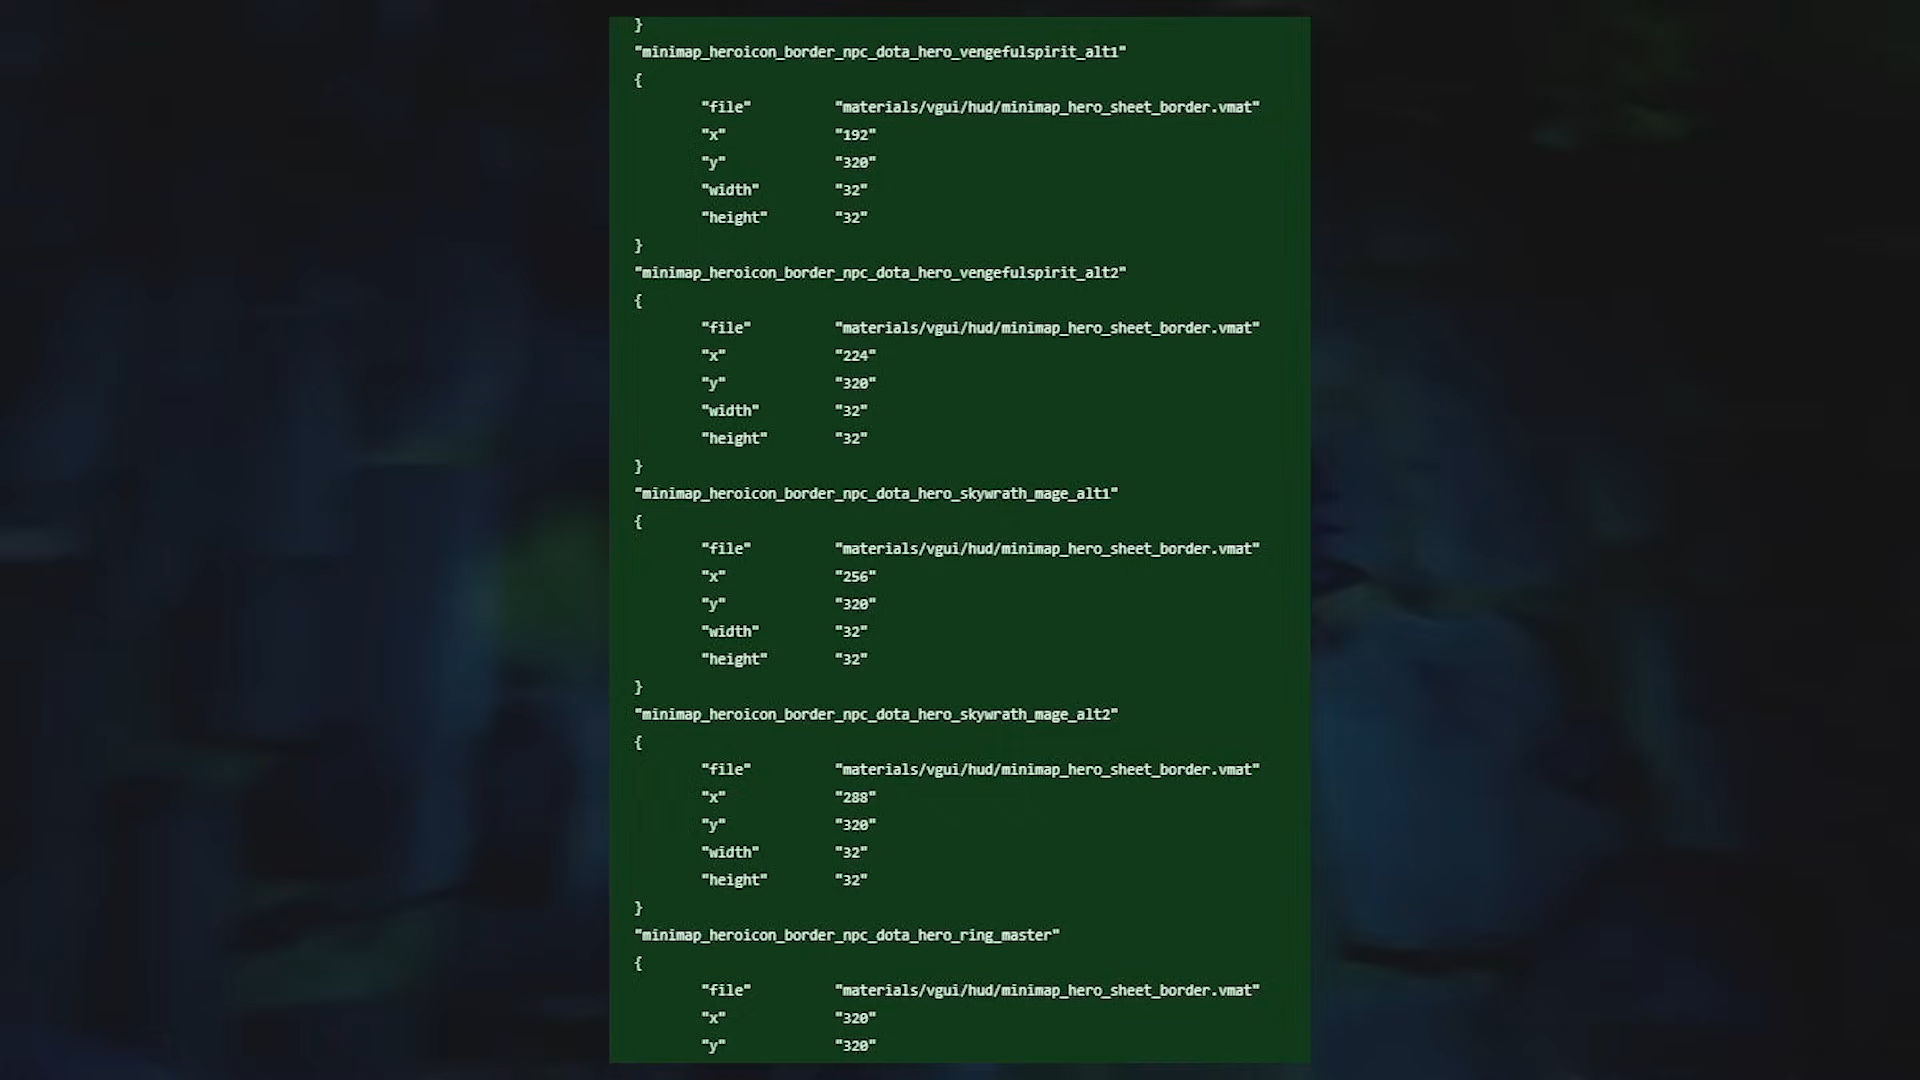 }
"minimap_heroicon_border_npc_dota_hero_vengefulspirit_alt1"
{
"file" "materials/vgui/hud/minimap_hero_sheet_border.vmat"
"x" "192"
"y" "320"
"width" "32"
"height" "32"
}
"minimap_heroicon_border_npc_dota_hero_vengefulspirit_alt2"
{
"file" "materials/vgui/hud/minimap_hero_sheet_border.vmat"
"x" "224"
"y" "320"
"width" "32"
"height" "32"
}
"minimap_heroicon_border_npc_dota_hero_skywrath_mage_alt1"
{
"file" "materials/vgui/hud/minimap_hero_sheet_border.vmat"
"x" "256"
"y" "320"
"width" "32"
"height" "32"
}
"minimap_heroicon_border_npc_dota_hero_skywrath_mage_alt2"
{
"file" "materials/vgui/hud/minimap_hero_sheet_border.vmat"
"x" "288"
"y" "320"
"width" "32"
"height" "32"
}
"minimap_heroicon_border_npc_dota_hero_ring_master"
{
"file" "materials/vgui/hud/minimap_hero_sheet_border.vmat"
"x" "320"
"y" "320"